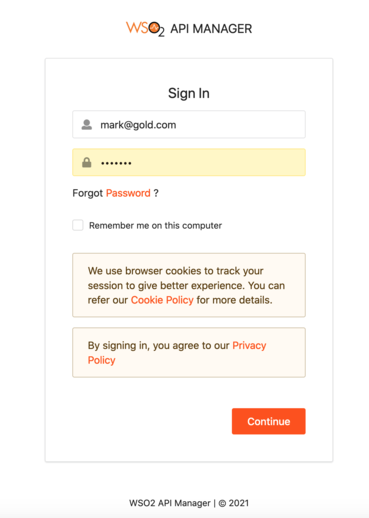 WSO2 API MANAGER
Sign In
mark@gold.com
•••••••
Forgot Password ?
Remember me on this computer
We use browser cookies to track your
session to give better experience. You can
refer our Cookie Policy for more details.
By signing in, you agree to our Privacy
Policy
Continue
WSO2 API Manager | © 2021